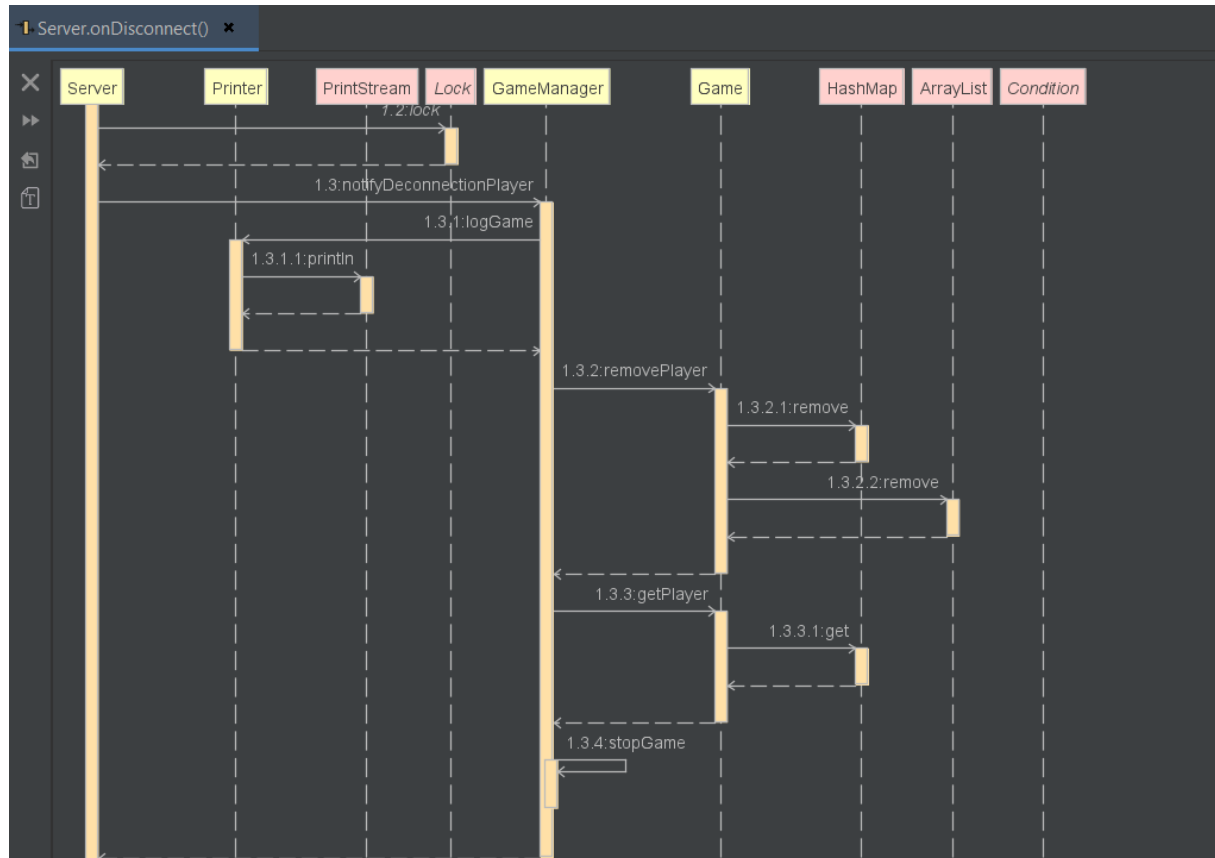 Server.onDisconnect()
Server Printer PrintStream Lock GameManager Game HashMap ArrayList Condition
1.2:lock
1.3:notifyDeconnectionPlayer
1.3.1:logGame
1.3.1.1:println
1.3.2:removePlayer
1.3.2.1:remove
1.3.2.2:remove
1.3.3:getPlayer
1.3.3.1:get
1.3.4:stopGame